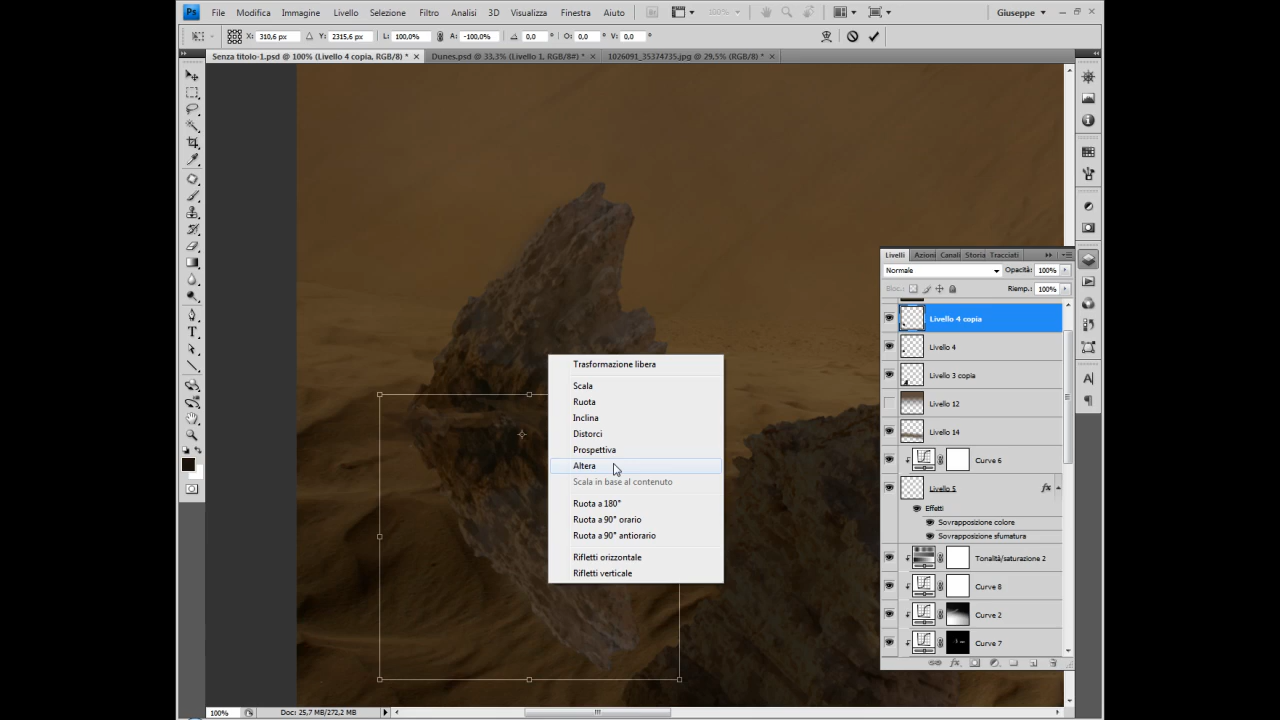 Ps File Modifica Immagine Livello Selezione Filtro Analisi 3D Visualizza Finestra Aiuto Br 100% Giuseppe
X: 310,6 px Y: 2315,6 px L: 100,0% A: -100,0% 0,0 ° O: 0,0 ° V: 0,0 °
Senza titolo-1.psd @ 100% (Livello 4 copia, RGB/8) * × Dunes.psd @ 33,3% (Livello 1, RGB/8#) * × 1026091_35374735.jpg @ 29,5% (RGB/8) * ×
Livelli Azioni Canali Storia Tracciati
Normale Opacità: 100%
Bloc.: Riemp.: 100%
Livello 4 copia
Livello 4
Livello 3 copia
Livello 12
Livello 14
Curve 6
Livello 5 fx
Effetti
Sovrapposizione colore
Sovrapposizione sfumatura
Tonalità/saturazione 2
Curve 8
Curve 2
Curve 7
Trasformazione libera
Scala
Ruota
Inclina
Distorci
Prospettiva
Altera
Scala in base al contenuto
Ruota a 180°
Ruota a 90° orario
Ruota a 90° antiorario
Rifletti orizzontale
Rifletti verticale
100% Doc: 25,7 MB/272,2 MB